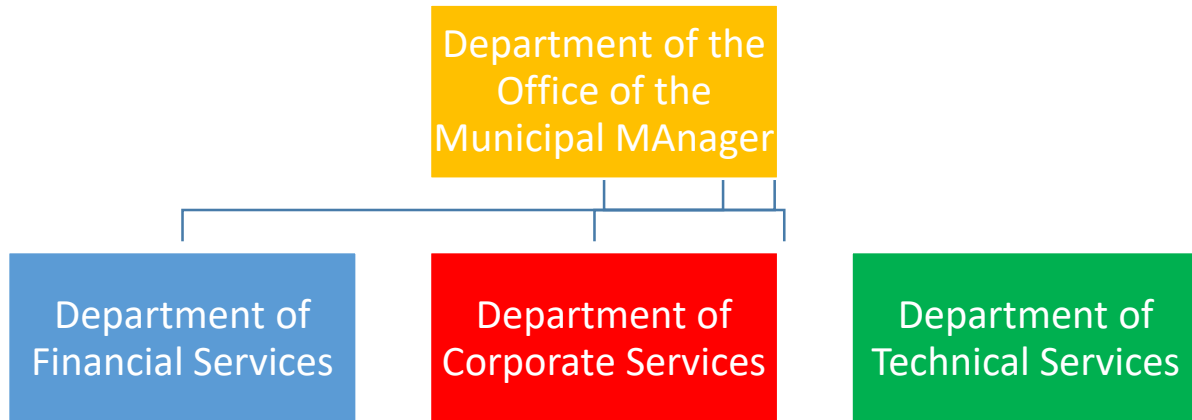 Department of the
Office of the
Municipal MAnager
Department of
Financial Services
Department of
Corporate Services
Department of
Technical Services